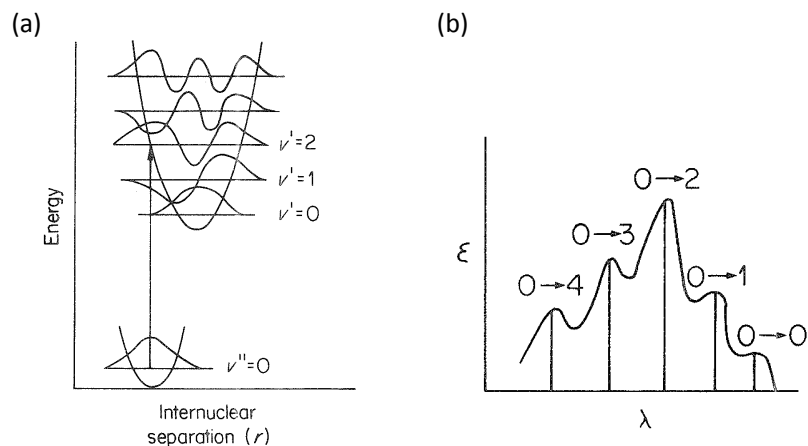 (a)
Energy
ν'=2
ν'=1
ν'=0
ν"=0
Internuclear
separation (r)
(b)
ε
0→4
0→3
0→2
0→1
0→0
λ